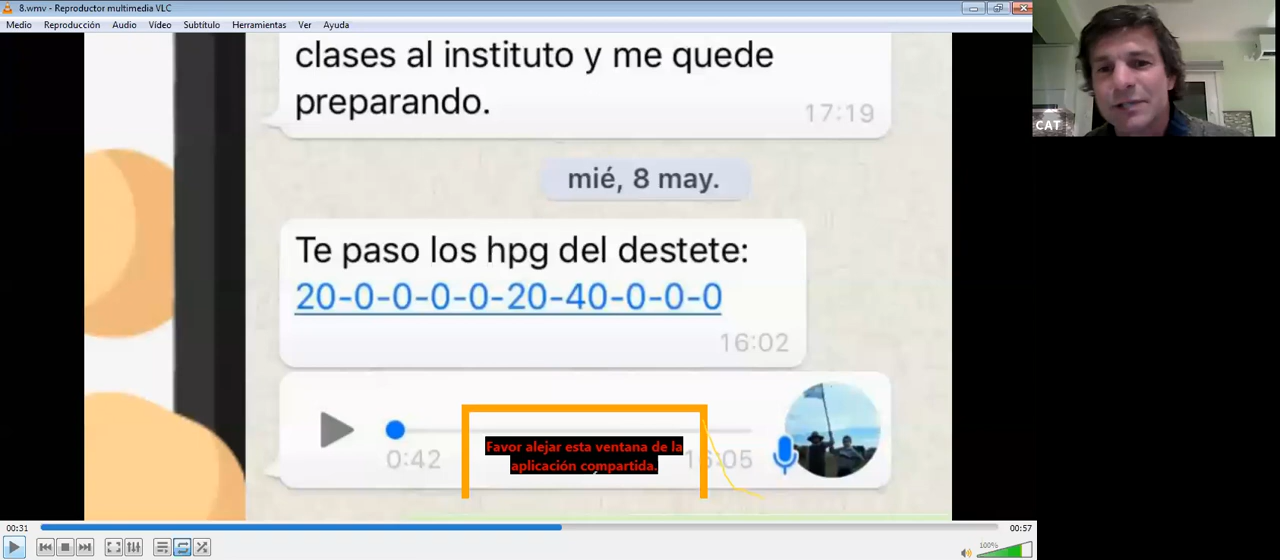 8.wmv - Reproductor multimedia VLC
Medio Reproducción Audio Vídeo Subtítulo Herramientas Ver Ayuda
clases al instituto y me quede
preparando.
17:19
mié, 8 may.
Te paso los hpg del destete:
20-0-0-0-0-20-40-0-0-0
16:02
Favor alejar esta ventana de la
aplicación compartida.
0:42
16:05
CAT
00:31
00:57
100%